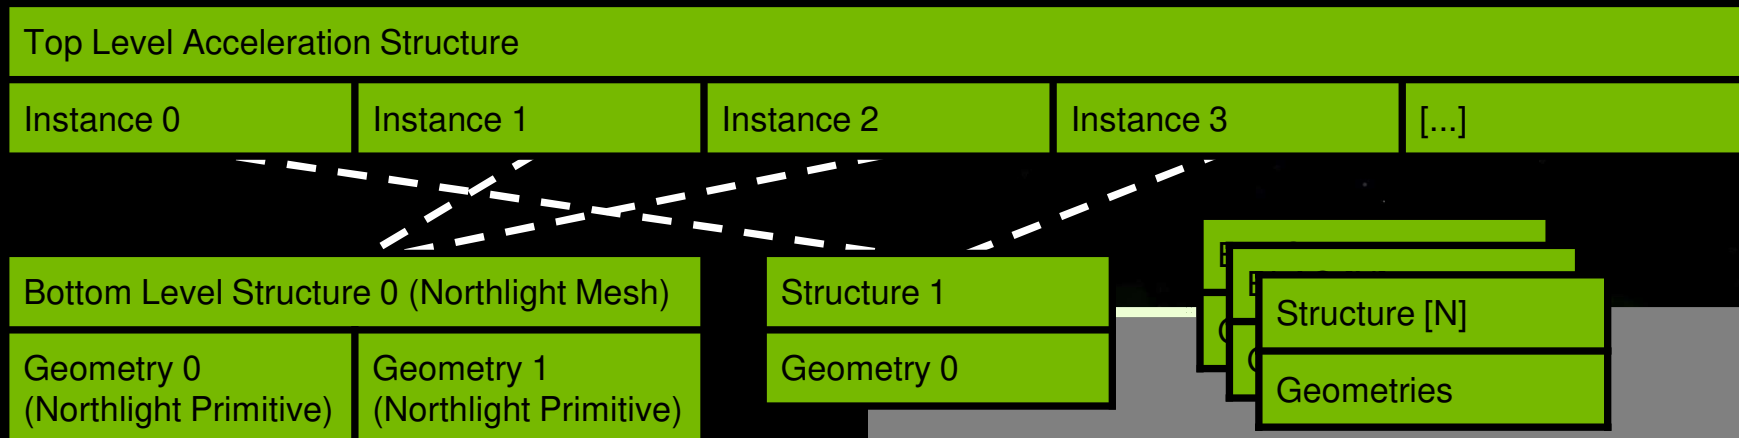 Top Level Acceleration Structure
Instance 0
Instance 1
Instance 2
Instance 3
[...]
Bottom Level Structure 0 (Northlight Mesh)
Structure 1
Structure [N]
Geometry 0
(Northlight Primitive)
Geometry 1
(Northlight Primitive)
Geometry 0
Geometries